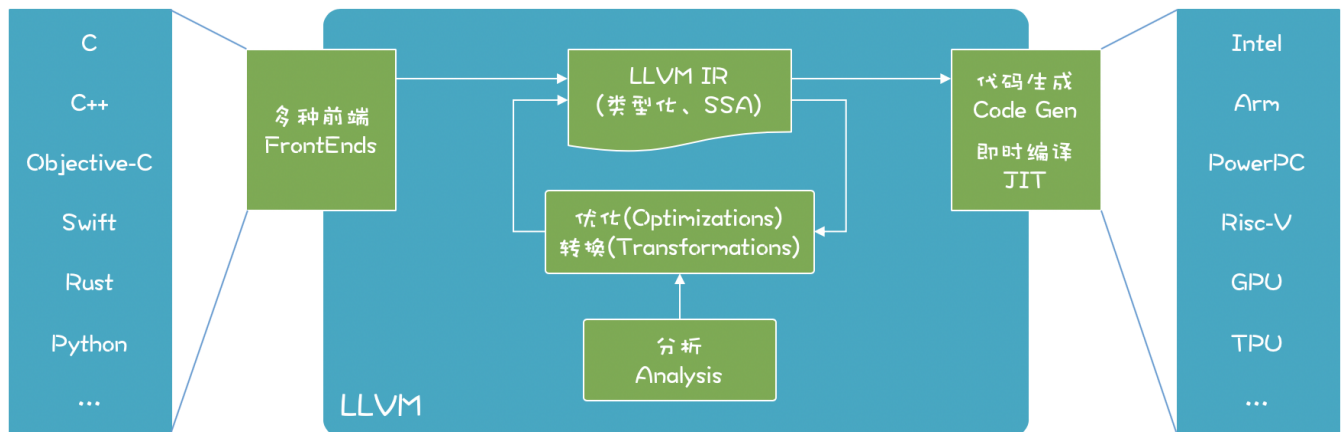 C
C++
Objective-C
Swift
Rust
Python
...
多种前端
FrontEnds
LLVM IR
(类型化、SSA)
优化(Optimizations)
转换(Transformations)
分析
Analysis
LLVM
代码生成
Code Gen
即时编译
JIT
Intel
Arm
PowerPC
Risc-V
GPU
TPU
...